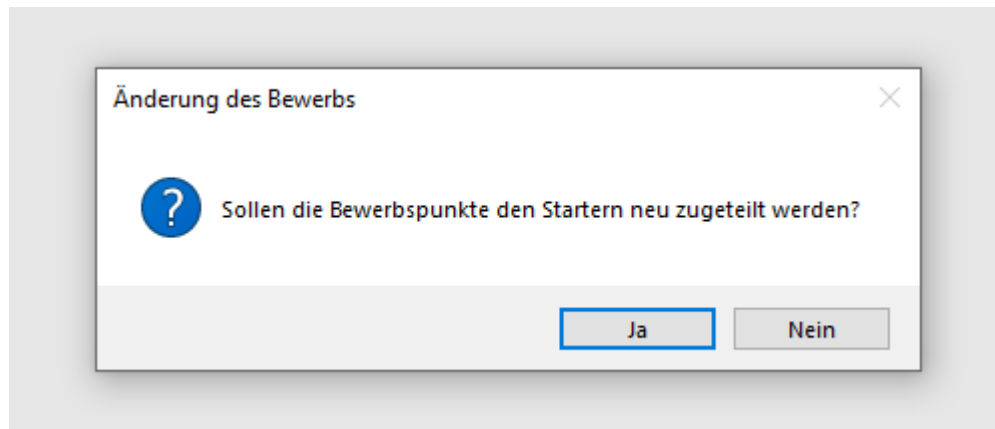 Änderung des Bewerbs
?
Sollen die Bewerbspunkte den Startern neu zugeteilt werden?
Ja Nein